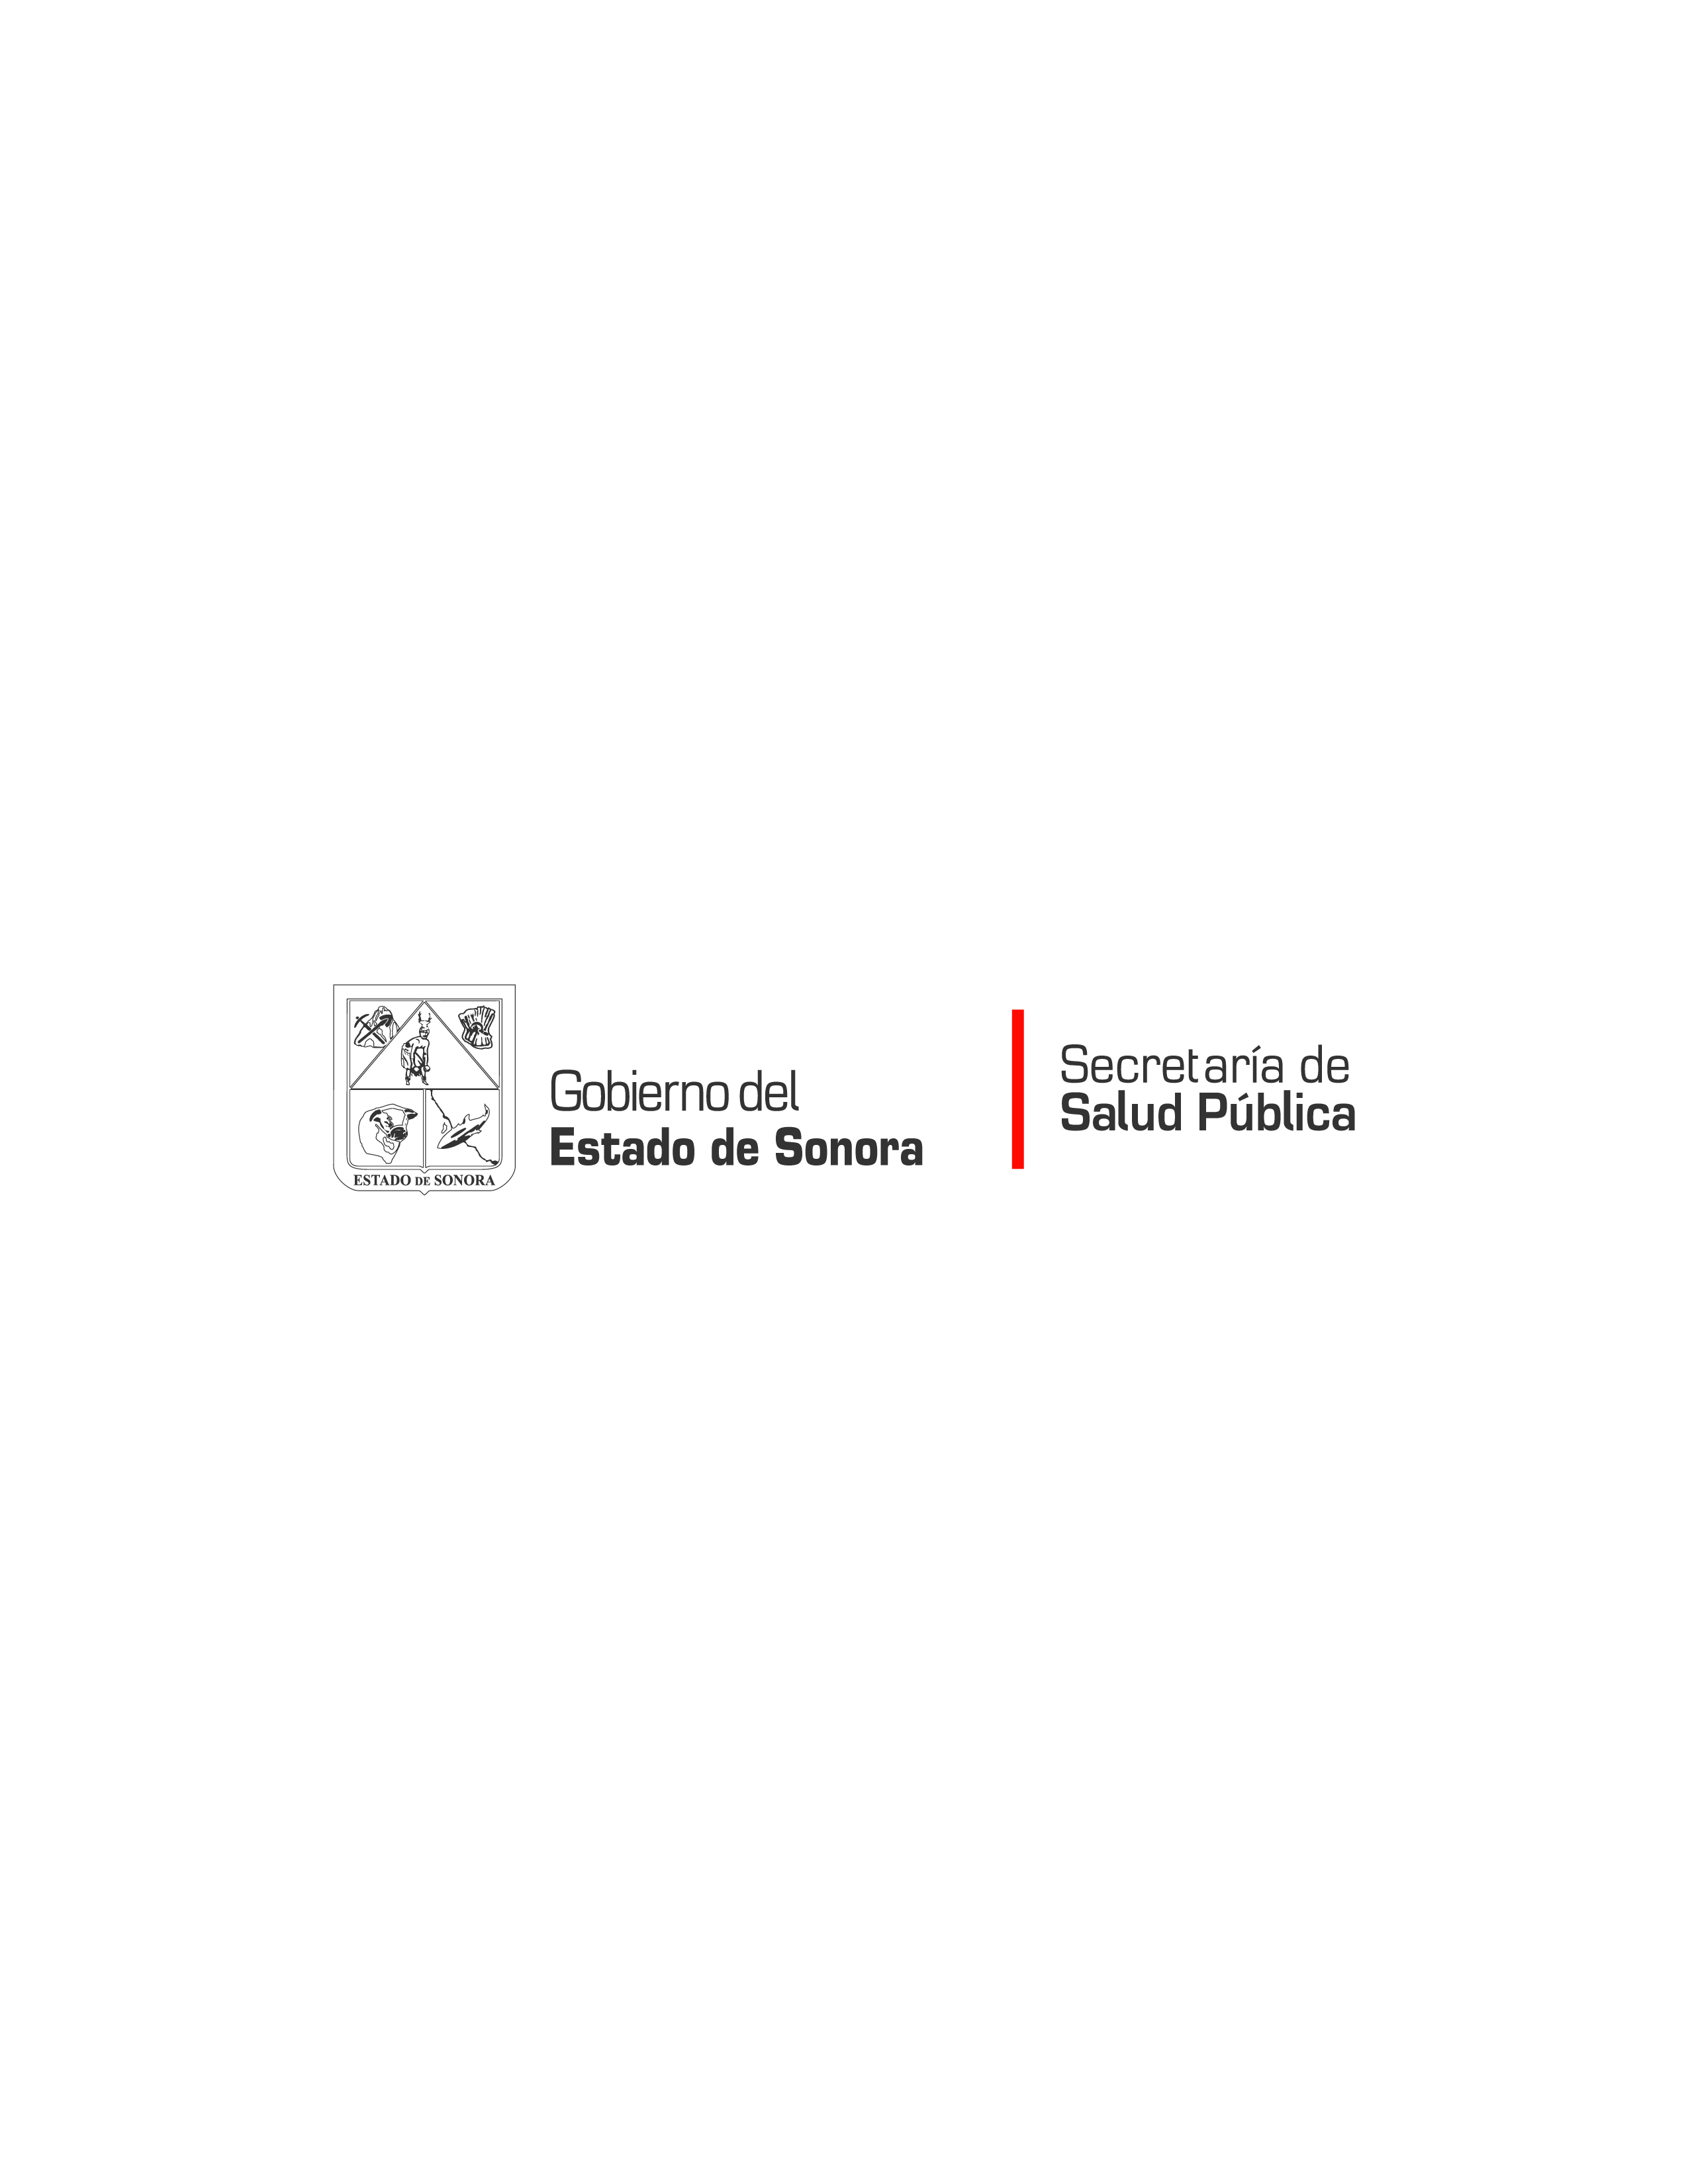 ESTADO DE SONORA
Gobierno del
Estado de Sonora
Secretaría de
Salud Pública